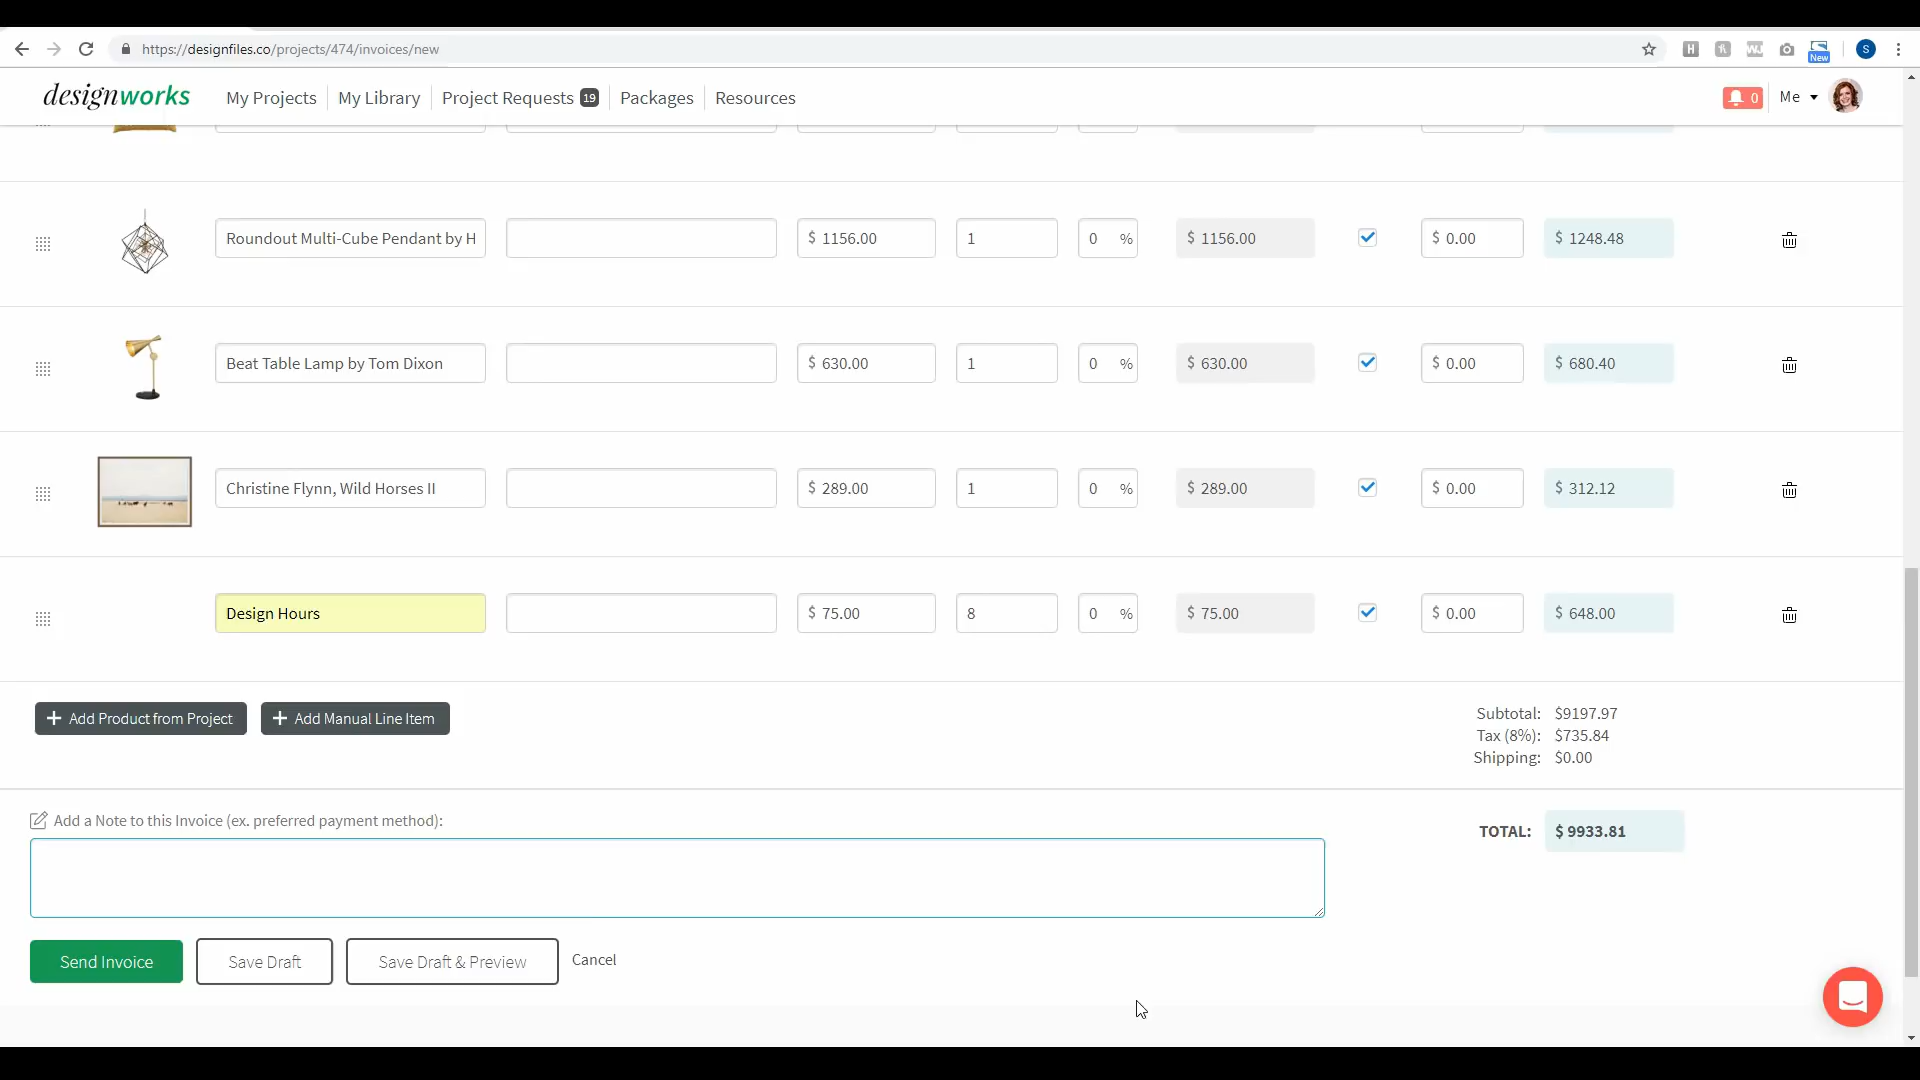 https://designfiles.co/projects/474/invoices/new
H
WJ
New
S
designworks My Projects My Library Project Requests 19 Packages Resources 0 Me
Roundout Multi-Cube Pendant by H $ 1156.00 1 0 % $ 1156.00 $ 0.00 $ 1248.48
Beat Table Lamp by Tom Dixon $ 630.00 1 0 % $ 630.00 $ 0.00 $ 680.40
Christine Flynn, Wild Horses II $ 289.00 1 0 % $ 289.00 $ 0.00 $ 312.12
Design Hours $ 75.00 8 0 % $ 75.00 $ 0.00 $ 648.00
Add Product from Project Add Manual Line Item
Subtotal: $9197.97
Tax (8%): $735.84
Shipping: $0.00
Add a Note to this Invoice (ex. preferred payment method):
TOTAL: $ 9933.81
Send Invoice Save Draft Save Draft & Preview Cancel